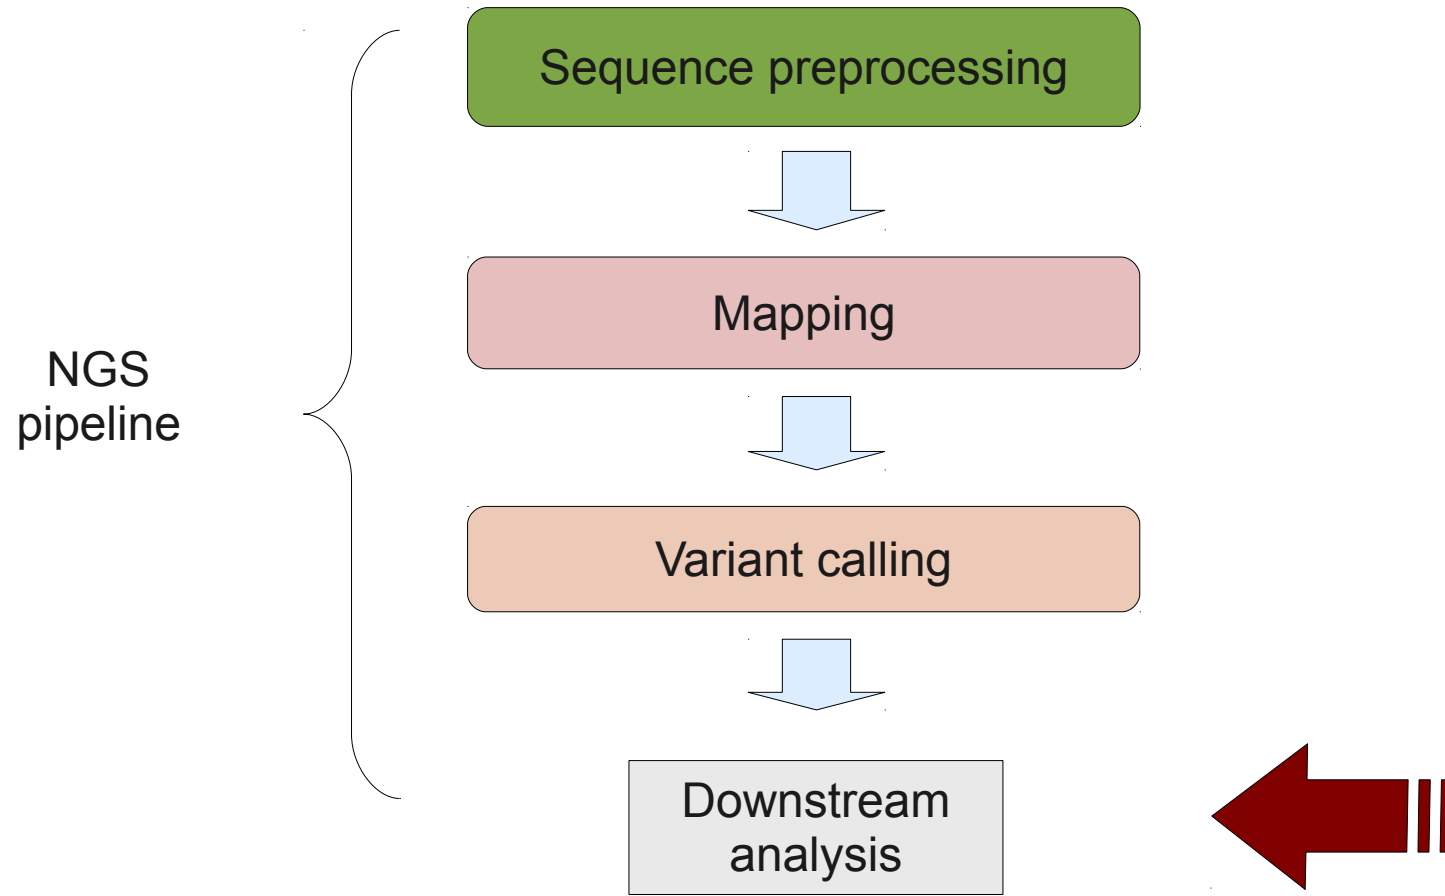 Sequence preprocessing
Mapping
NGS
pipeline
Variant calling
Downstream
analysis